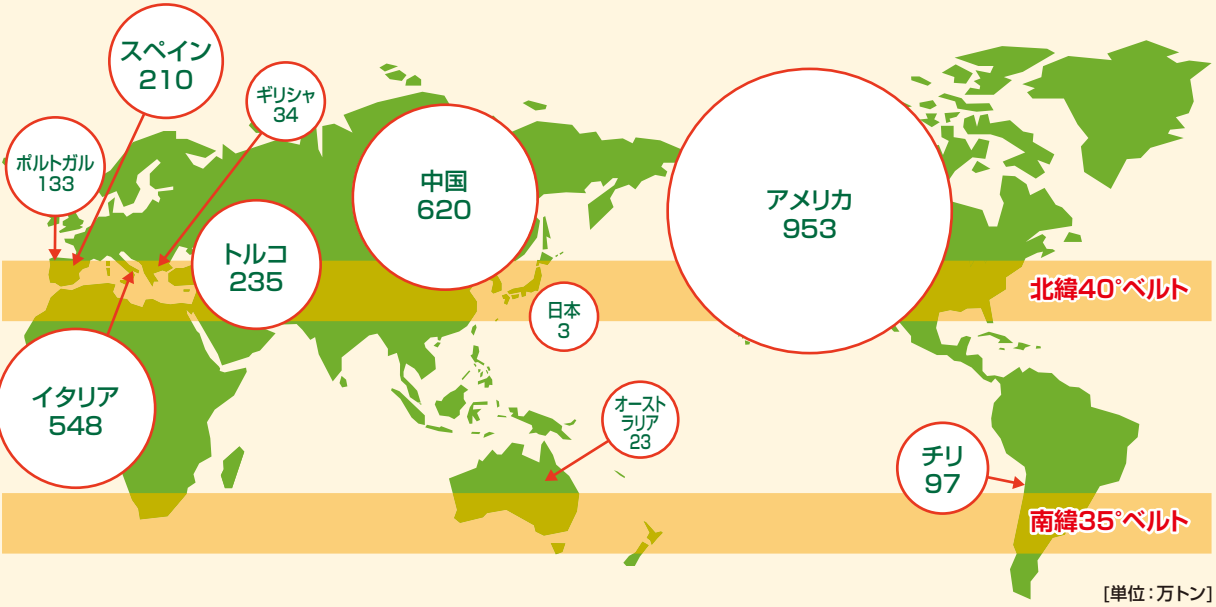 スペイン
210
ギリシャ
34
ポルトガル
133
中国
620
アメリカ
953
トルコ
235
北緯40°ベルト
日本
3
イタリア
548
オースト
ラリア
23
チリ
97
南緯35°ベルト
[単位:万トン]